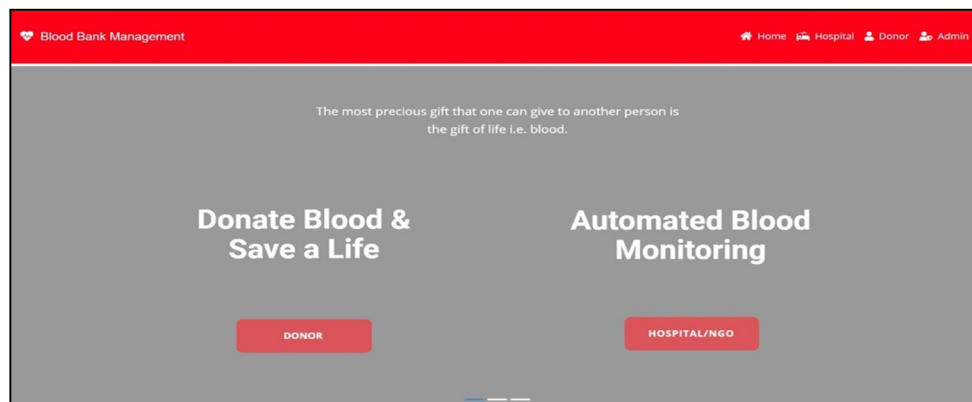 Blood Bank Management
Home Hospital Donor Admin
The most precious gift that one can give to another person is
the gift of life i.e. blood.
Donate Blood &
Save a Life
DONOR
Automated Blood
Monitoring
HOSPITAL/NGO